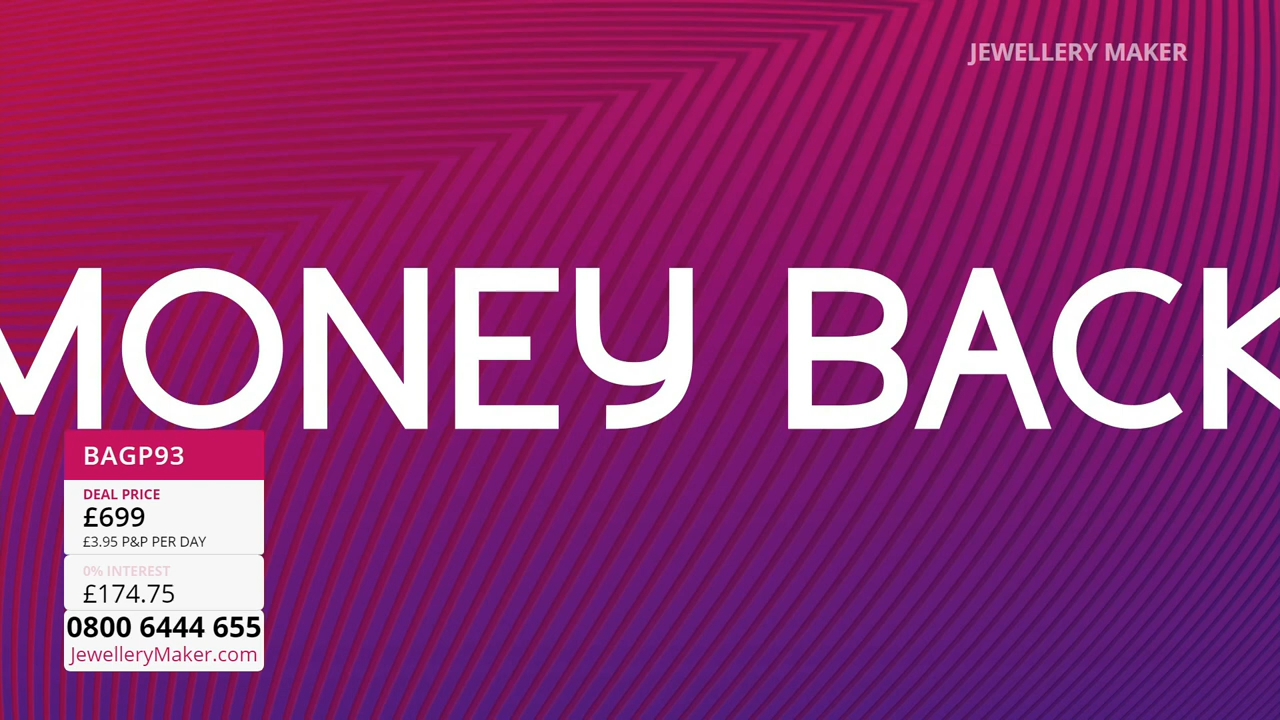 JEWELLERY MAKER
MONEY BACK
BAGP93
DEAL PRICE
£699
£3.95 P&P PER DAY
0% INTEREST
£174.75
0800 6444 655
JewelleryMaker.com